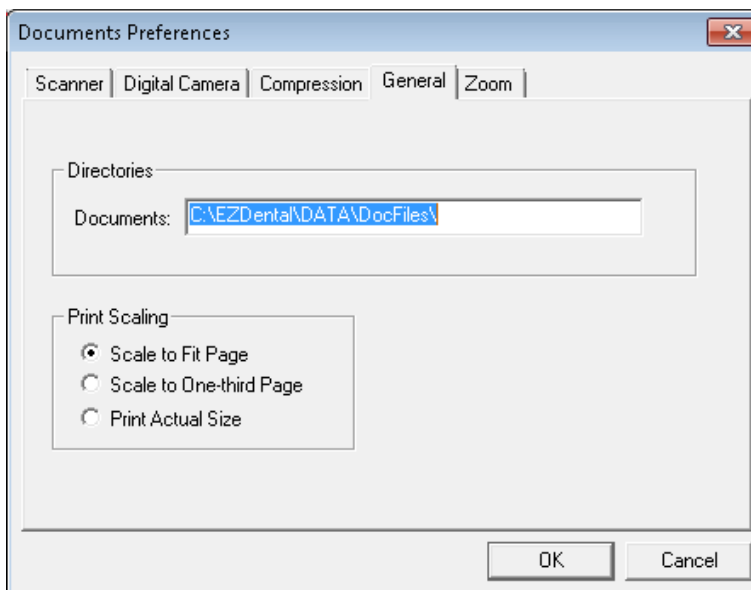 Documents Preferences
Scanner Digital Camera Compression General Zoom
Directories
Documents: C:\EZDental\DATA\DocFiles\
Print Scaling
Scale to Fit Page
Scale to One-third Page
Print Actual Size
OK Cancel